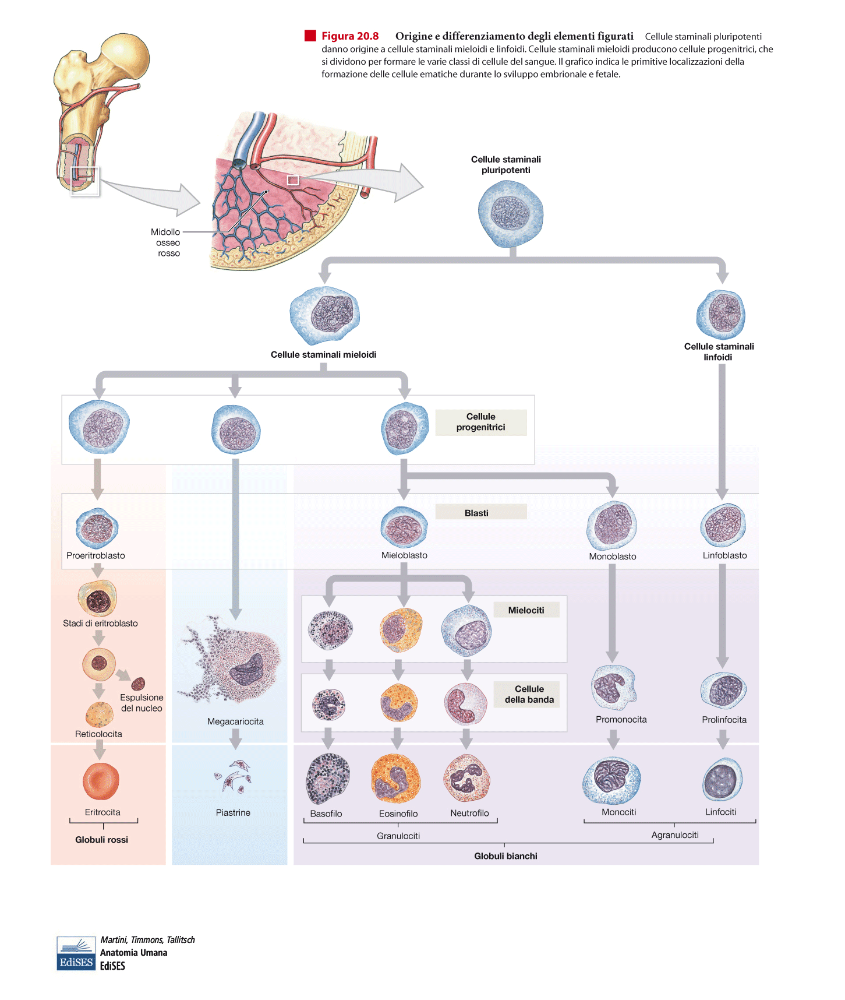 Figura 20.8 Origine e differenziamento degli elementi figurati Cellule staminali pluripotenti
danno origine a cellule staminali mieloidi e linfoidi. Cellule staminali mieloidi producono cellule progenitrici, che
si dividono per formare le varie classi di cellule del sangue. Il grafico indica le primitive localizzazioni della
formazione delle cellule ematiche durante lo sviluppo embrionale e fetale.
Cellule staminali
pluripotenti
Midollo
osseo
rosso
Cellule staminali mieloidi
Cellule staminali
linfoidi
Cellule
progenitrici
Blasti
Proeritroblasto
Mieloblasto
Monoblasto
Linfoblasto
Stadi di eritroblasto
Mielociti
Espulsione
del nucleo
Cellule
della banda
Reticolocita
Megacariocita
Promonocita
Prolinfocita
Eritrocita
Piastrine
Basofilo
Eosinofilo
Neutrofilo
Monociti
Linfociti
Globuli rossi
Granulociti
Agranulociti
Globuli bianchi
EdiSES
Martini, Timmons, Tallitsch
Anatomia Umana
EdiSES